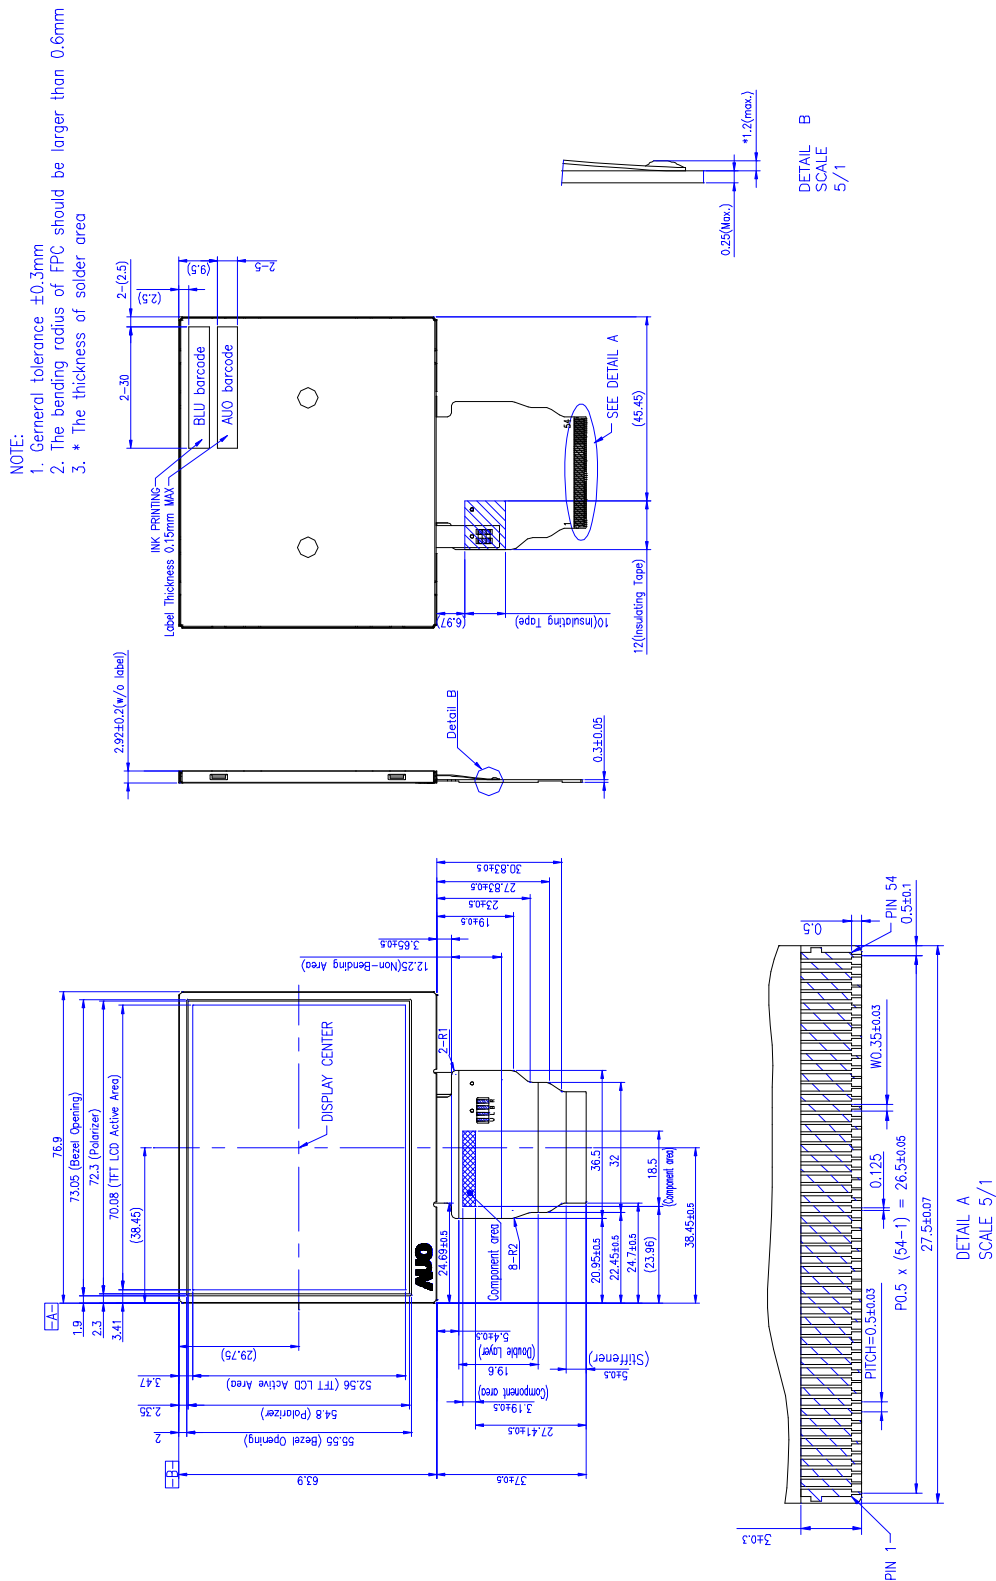 NOTE:
1. Gerneral tolerance ±0.3mm
2. The bending radius of FPC should be larger than 0.6mm
3. * The thickness of solder area
76.9
73.05 (Bezel Opening)
72.3 (Polarizer)
70.08 (TFT LCD Active Area)
(38.45)
-A-
1.9
2.3
3.41
(29.75)
3.47
52.56 (TFT LCD Active Area)
2.35
54.8 (Polarizer)
2
55.55 (Bezel Opening)
-B-
63.9
37±0.5
DISPLAY CENTER
AUO
2-R1
3.65±0.5
12.25(Non-Bending Area)
19±0.5
23±0.5
27.83±0.5
30.83±0.5
24.69±0.5
Component area
8-R2
5.4±0.5
(Double Layer)
19.6
(Component area)
3.19±0.5
27.41±0.5
(Stiffener)
5±0.5
20.95±0.5
22.45±0.5
24.7±0.5
(23.96)
36.5
32
18.5
(Component area)
38.45±0.5
2.92±0.2(w/o label)
Detail B
0.3±0.05
INK PRINTING
Label Thickness 0.15mm MAX
BLU barcode
AUO barcode
2-30
2-(2.5)
(2.5)
(9.5)
2-5
SEE DETAIL A
1
54
(45.45)
12(Insulating Tape)
10(Insulating Tape)
(6.97)
*1.2(max.)
0.25(Max.)
DETAIL B
SCALE
5/1
PIN 1
PIN 54
0.5±0.1
0.5
W0.35±0.03
0.125
PITCH=0.5±0.03
P0.5 x (54-1) = 26.5±0.05
27.5±0.07
3±0.3
DETAIL A
SCALE 5/1